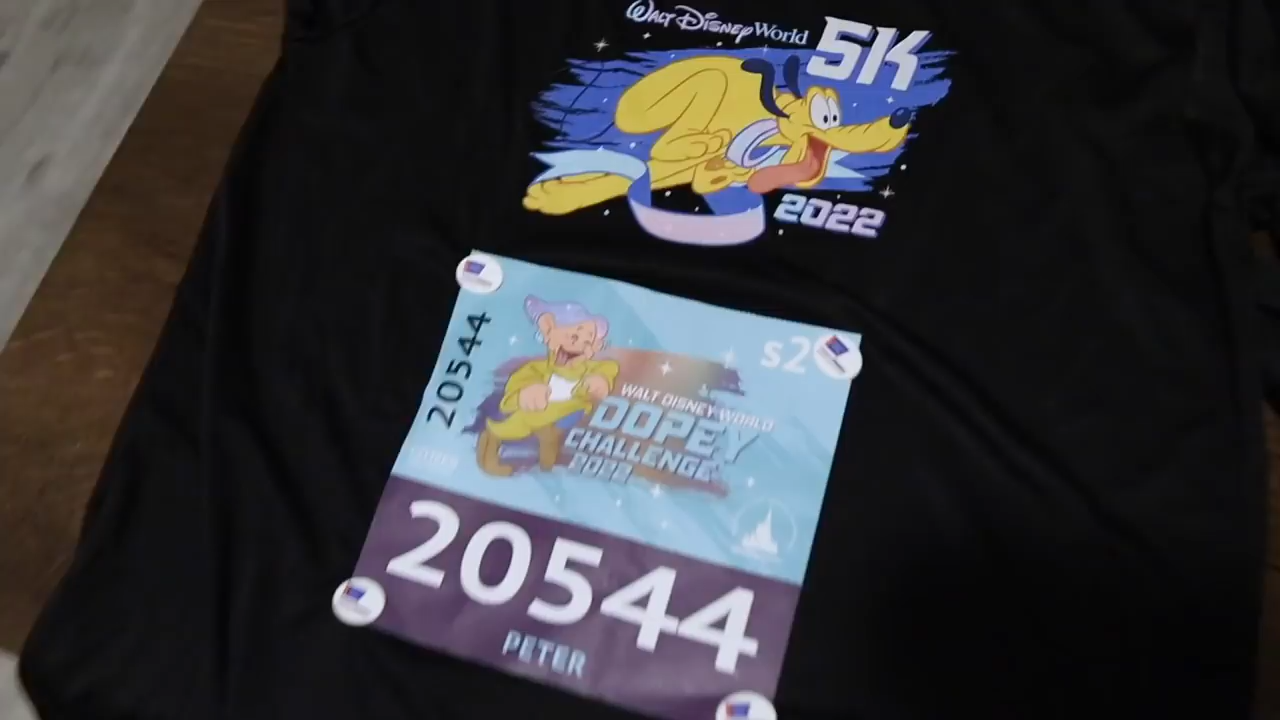 WALT DISNEY World
5K
2022
20544
s2
WALT DISNEY WORLD
DOPEY
CHALLENGE
2022
20544
PETER